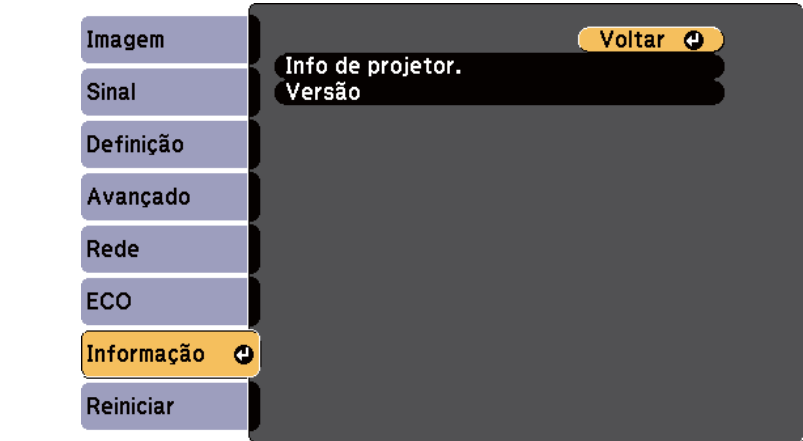 Imagem
Sinal
Definição
Avançado
Rede
ECO
Informação
Reiniciar
Voltar
Info de projetor.
Versão